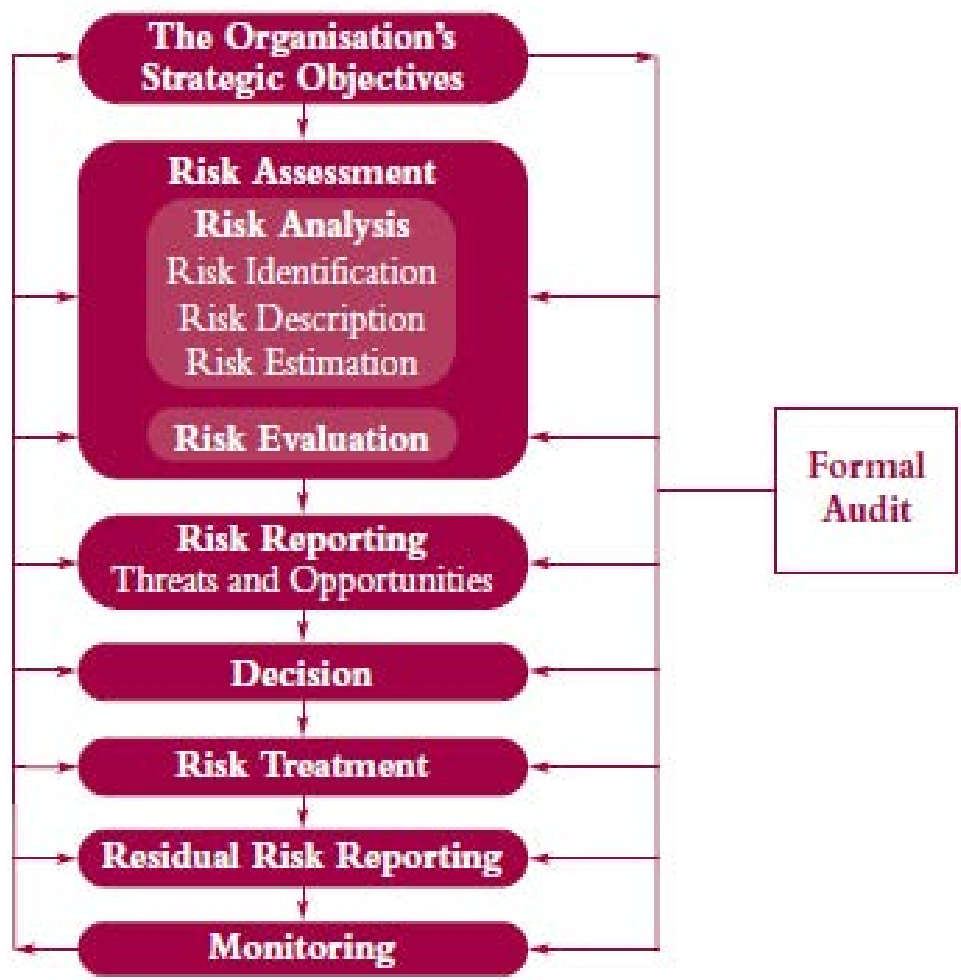 The Organisation's
Strategic Objectives
Risk Assessment
Risk Analysis
Risk Identification
Risk Description
Risk Estimation
Risk Evaluation
Risk Reporting
Threats and Opportunities
Decision
Risk Treatment
Residual Risk Reporting
Monitoring
Formal
Audit